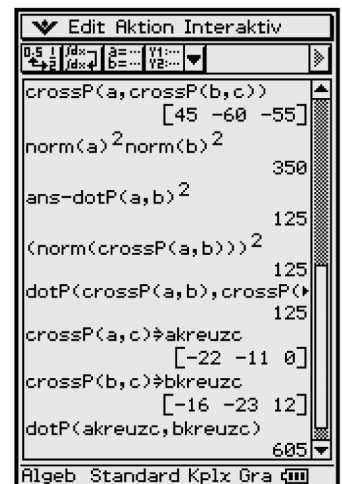 Edit Aktion Interaktiv
crossP(a,crossP(b,c))
[45 -60 -55]
norm(a)²norm(b)²
350
ans-dotP(a,b)²
125
(norm(crossP(a,b)))²
125
dotP(crossP(a,b),crossP(
125
crossP(a,c)⇒akreuzc
[-22 -11 0]
crossP(b,c)⇒bkreuzc
[-16 -23 12]
dotP(akreuzc,bkreuzc)
605
Algeb Standard Kplx Gra